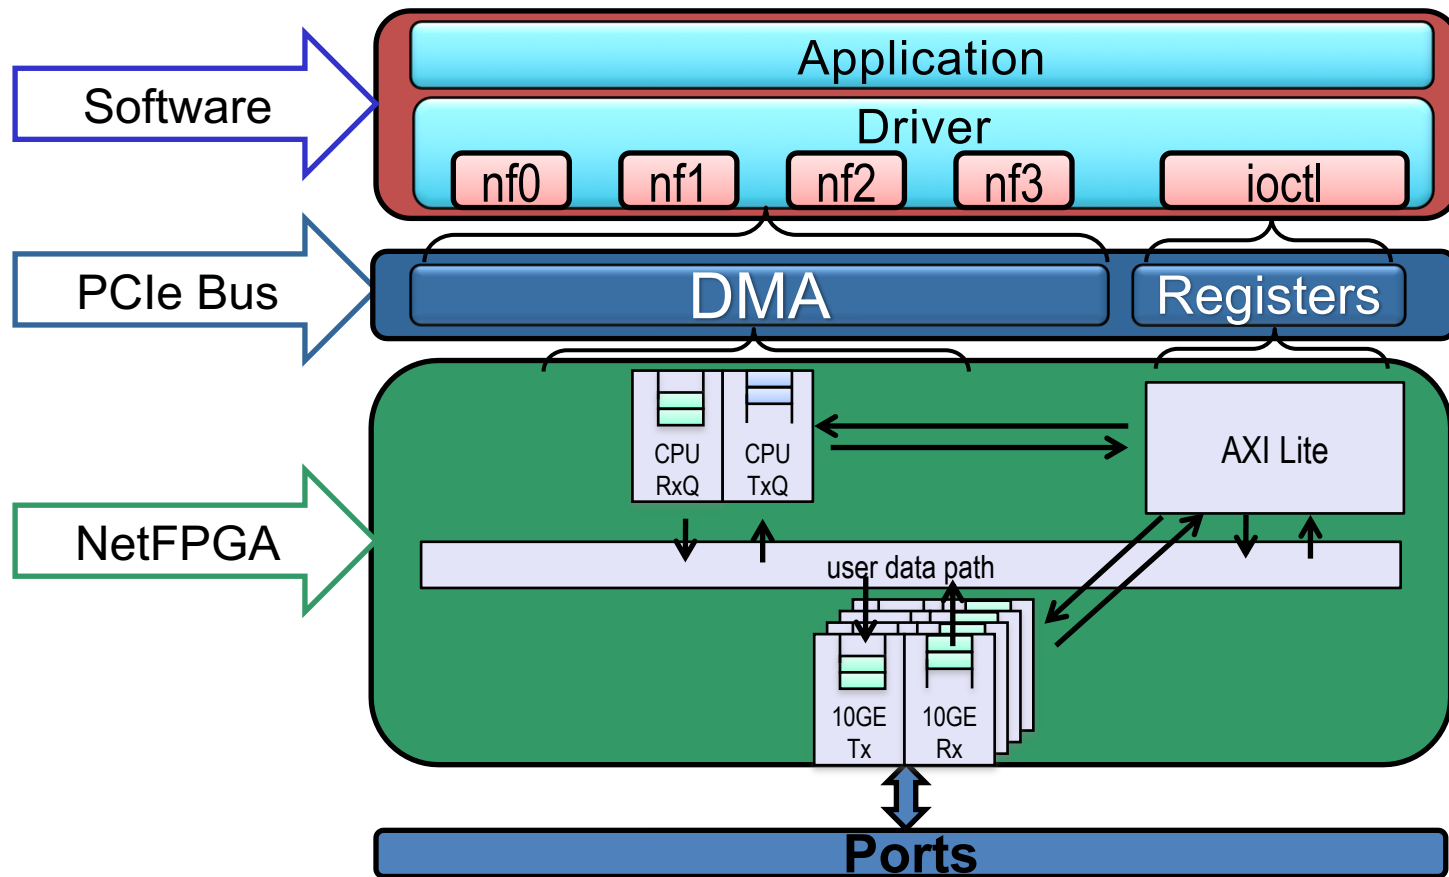 Software
Application
Driver
nf0
nf1
nf2
nf3
ioctl
PCIe Bus
DMA
Registers
NetFPGA
CPU
RxQ
CPU
TxQ
AXI Lite
user data path
10GE
Tx
10GE
Rx
Ports